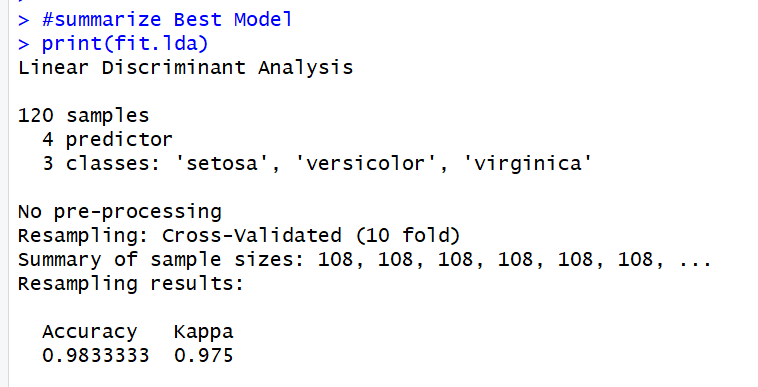 > #summarize Best Model
> print(fit.lda)
Linear Discriminant Analysis

120 samples
  4 predictor
  3 classes: 'setosa', 'versicolor', 'virginica'

No pre-processing
Resampling: Cross-Validated (10 fold)
Summary of sample sizes: 108, 108, 108, 108, 108, 108, ...
Resampling results:

  Accuracy   Kappa
  0.9833333  0.975